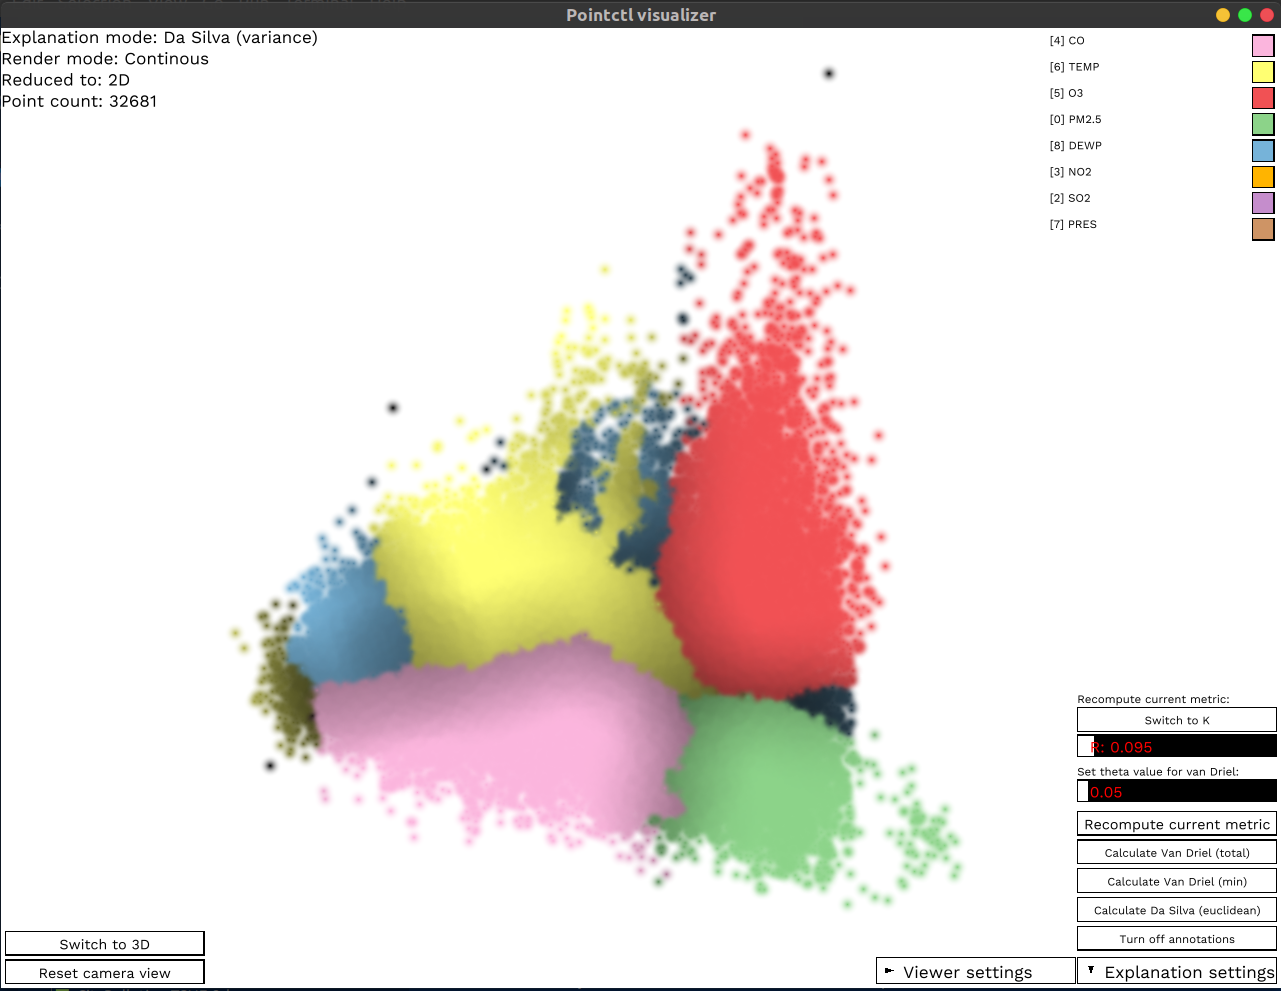 Pointctl visualizer
Explanation mode: Da Silva (variance)
Render mode: Continous
Reduced to: 2D
Point count: 32681
[4] CO
[6] TEMP
[5] O3
[0] PM2.5
[8] DEWP
[3] NO2
[2] SO2
[7] PRES
Recompute current metric:
Switch to K
R: 0.095
Set theta value for van Driel:
0.05
Recompute current metric
Calculate Van Driel (total)
Calculate Van Driel (min)
Calculate Da Silva (euclidean)
Turn off annotations
Switch to 3D
Reset camera view
Viewer settings
Explanation settings